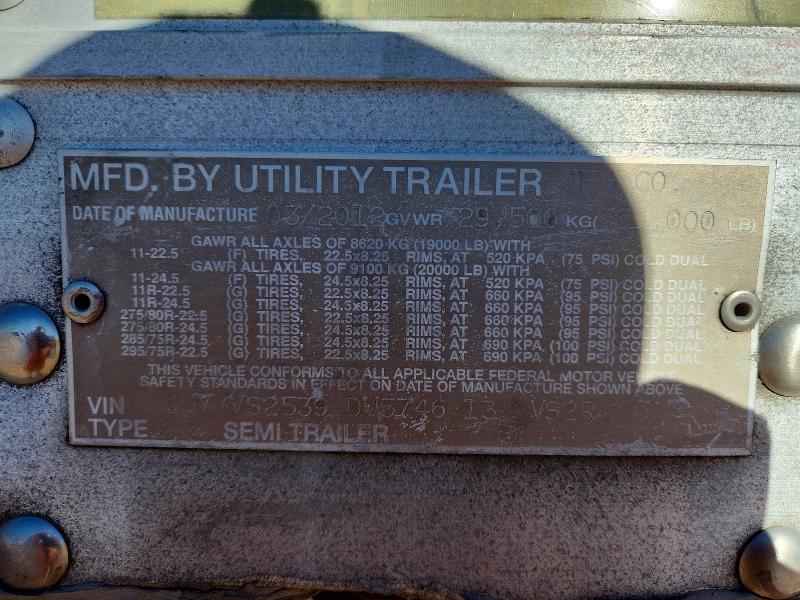 MFD. BY UTILITY TRAILER CO
DATE OF MANUFACTURE 03/2012 GVWR 29,500 KG( 000 LB)
GAWR ALL AXLES OF 8620 KG (19000 LB) WITH
11-22.5 (F) TIRES, 22.5x8.25 RIMS, AT 520 KPA (75 PSI) COLD DUAL
GAWR ALL AXLES OF 9100 KG (20000 LB) WITH
11-24.5 (F) TIRES, 24.5x8.25 RIMS, AT 520 KPA (75 PSI) COLD DUAL
11R-22.5 (G) TIRES, 22.5x8.25 RIMS, AT 660 KPA (95 PSI) COLD DUAL
11R-24.5 (G) TIRES, 24.5x8.25 RIMS, AT 660 KPA (95 PSI) COLD DUAL
275/80R-22.5 (G) TIRES, 22.5x8.25 RIMS, AT 660 KPA (95 PSI) COLD DUAL
275/80R-24.5 (G) TIRES, 24.5x8.25 RIMS, AT 660 KPA (95 PSI) COLD DUAL
285/75R-24.5 (G) TIRES, 24.5x8.25 RIMS, AT 690 KPA, (100 PSI) COLD DUAL
295/75R-22.5 (G) TIRES, 22.5x8.25 RIMS, AT 690 KPA, (100 PSI) COLD DUAL
THIS VEHICLE CONFORMS TO ALL APPLICABLE FEDERAL MOTOR VEHICLE
SAFETY STANDARDS IN EFFECT ON DATE OF MANUFACTURE SHOWN ABOVE
VIN VS2539 DU5746 13
TYPE SEMI TRAILER